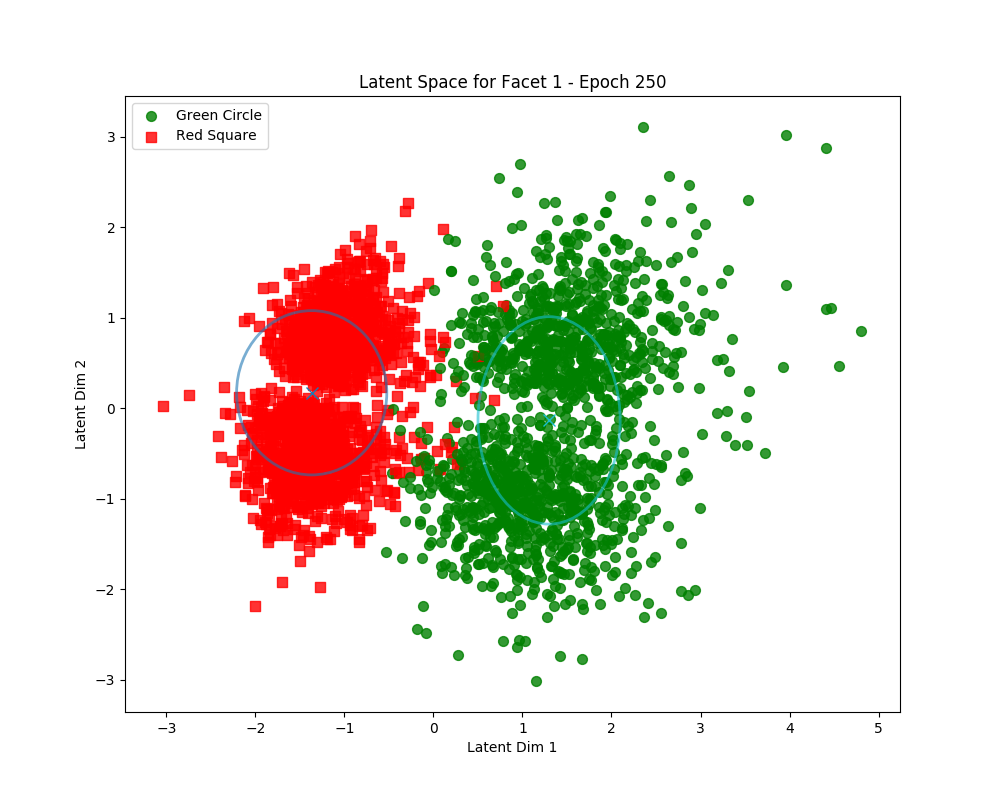 Latent Space for Facet 1 - Epoch 250
Green Circle
Red Square
3
2
1
0
−1
−2
−3
Latent Dim 2
−3 −2 −1 0 1 2 3 4 5
Latent Dim 1